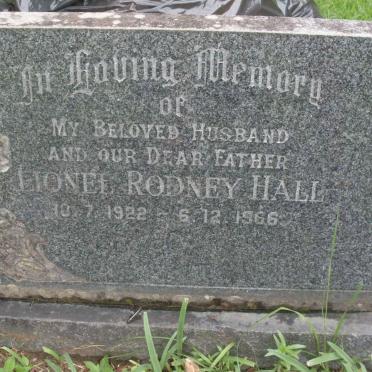 In Loving Memory
of
My Beloved Husband
and our Dear Father
Lionel Rodney Hall
10.7.1922 ~ 6.12.1966